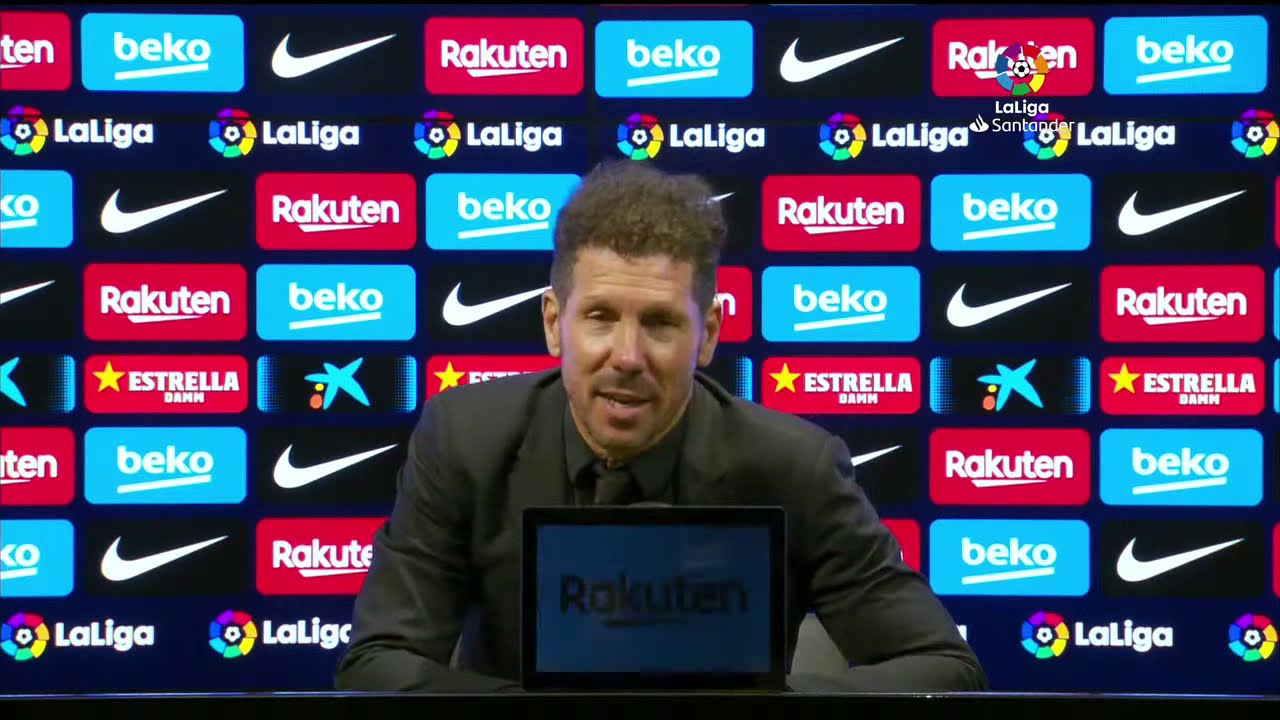 Rakuten beko Rakuten beko Rakuten beko
LaLiga
Santander
LaLiga LaLiga LaLiga LaLiga LaLiga LaLiga
beko Rakuten beko Rakuten beko
Rakuten beko beko Rakuten
ESTRELLA DAMM ESTRELLA DAMM ESTRELLA DAMM
Rakuten beko Rakuten beko
beko Rakuten beko
Rakuten
LaLiga LaLiga LaLiga